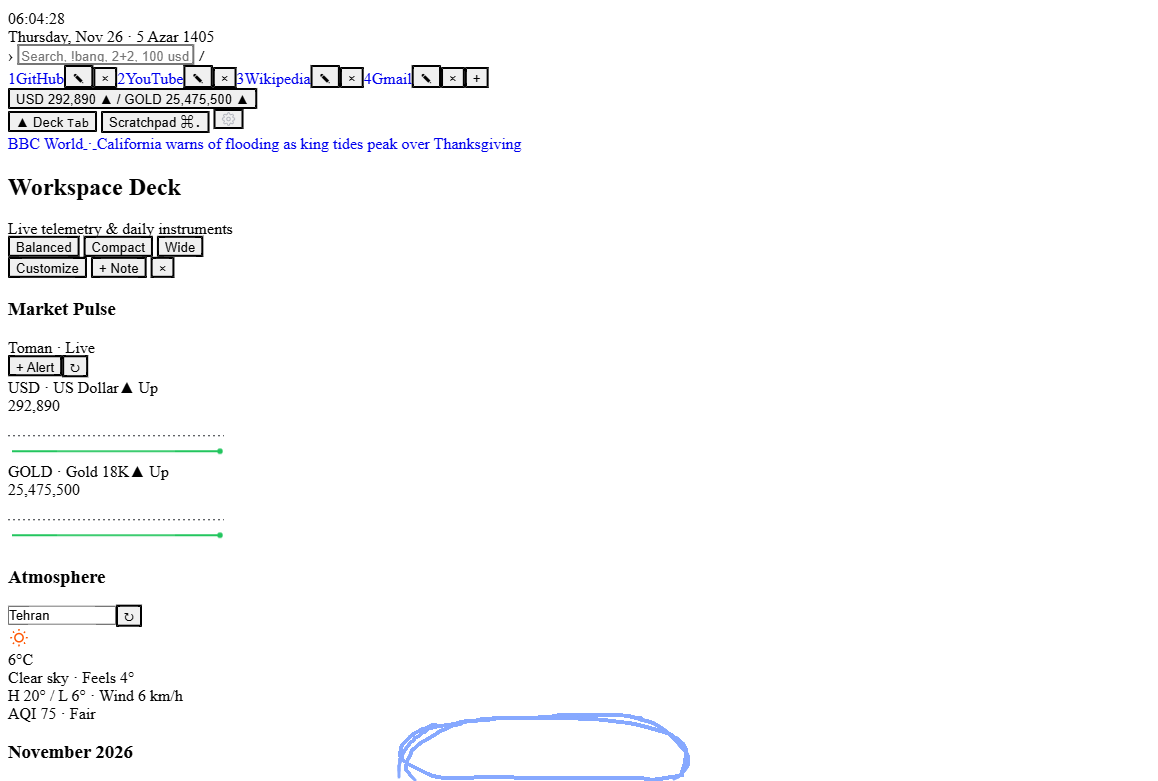 06:04:28
Thursday, Nov 26 · 5 Azar 1405
› Search, !bang, 2+2, 100 usd /
1GitHub✎ × 2YouTube✎ × 3Wikipedia✎ × 4Gmail✎ × +
USD 292,890 ▲ / GOLD 25,475,500 ▲
▲ Deck Tab Scratchpad ⌘.
BBC World · California warns of flooding as king tides peak over Thanksgiving
Workspace Deck
Live telemetry & daily instruments
Balanced Compact Wide
Customize + Note ×
Market Pulse
Toman · Live
+ Alert ↻
USD · US Dollar▲ Up
292,890
GOLD · Gold 18K▲ Up
25,475,500
Atmosphere
Tehran ↻
6°C
Clear sky · Feels 4°
H 20° / L 6° · Wind 6 km/h
AQI 75 · Fair
November 2026